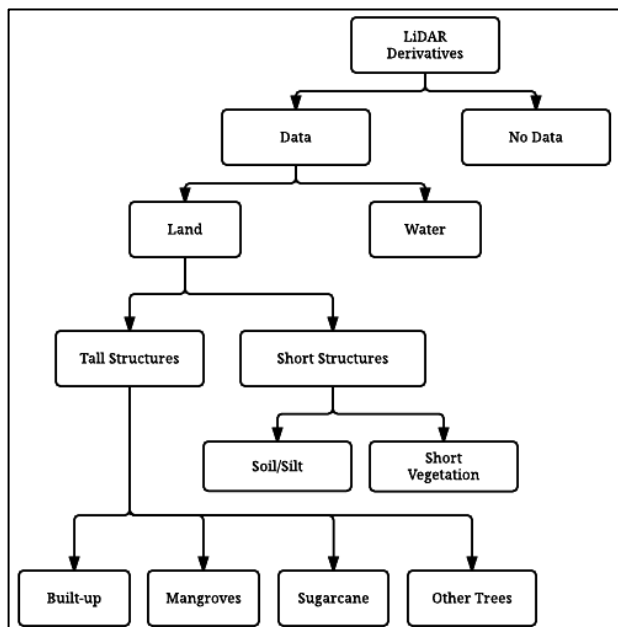 LiDAR
Derivatives
Data
No Data
Land
Water
Tall Structures
Short Structures
Soil/Silt
Short
Vegetation
Built-up
Mangroves
Sugarcane
Other Trees